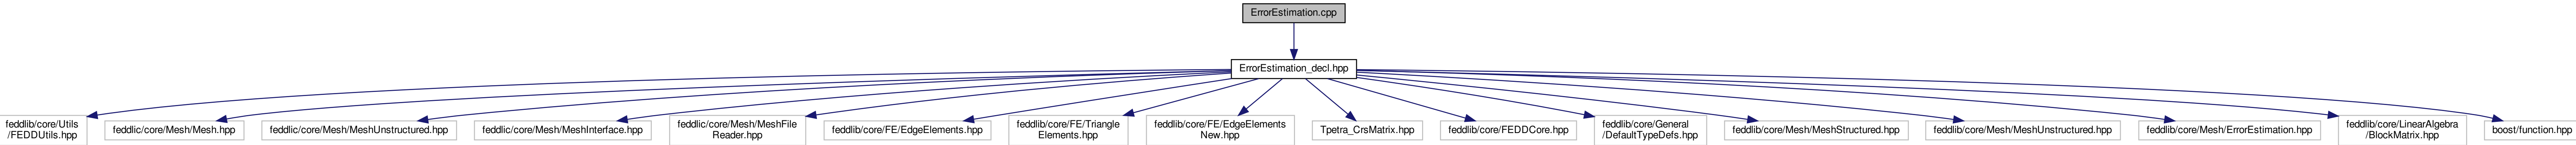 ErrorEstimation.cpp
ErrorEstimation_decl.hpp
feddlib/core/Utils
/FEDDUtils.hpp
feddlic/core/Mesh/Mesh.hpp
feddlic/core/Mesh/MeshUnstructured.hpp
feddlic/core/Mesh/MeshInterface.hpp
feddlic/core/Mesh/MeshFile
Reader.hpp
feddlib/core/FE/EdgeElements.hpp
feddlib/core/FE/Triangle
Elements.hpp
feddlib/core/FE/EdgeElements
New.hpp
Tpetra_CrsMatrix.hpp
feddlib/core/FEDDCore.hpp
feddlib/core/General
/DefaultTypeDefs.hpp
feddlib/core/Mesh/MeshStructured.hpp
feddlib/core/Mesh/MeshUnstructured.hpp
feddlib/core/Mesh/ErrorEstimation.hpp
feddlib/core/LinearAlgebra
/BlockMatrix.hpp
boost/function.hpp